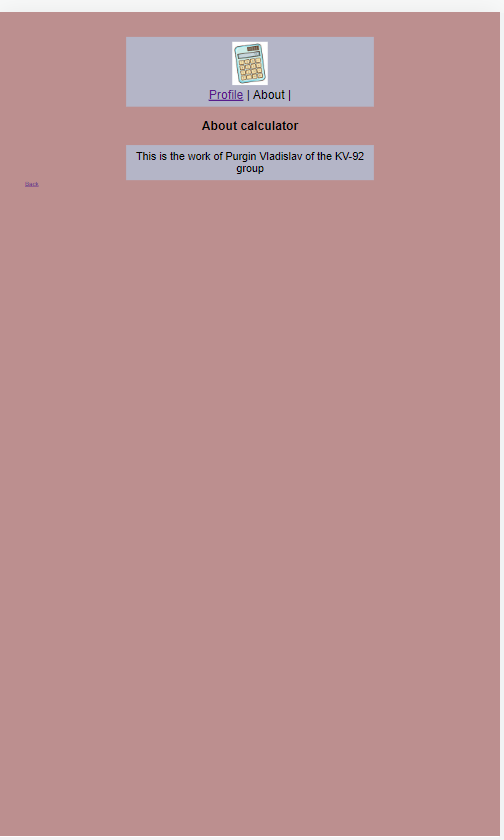 Profile | About |
About calculator
This is the work of Purgin Vladislav of the KV-92
group
Back